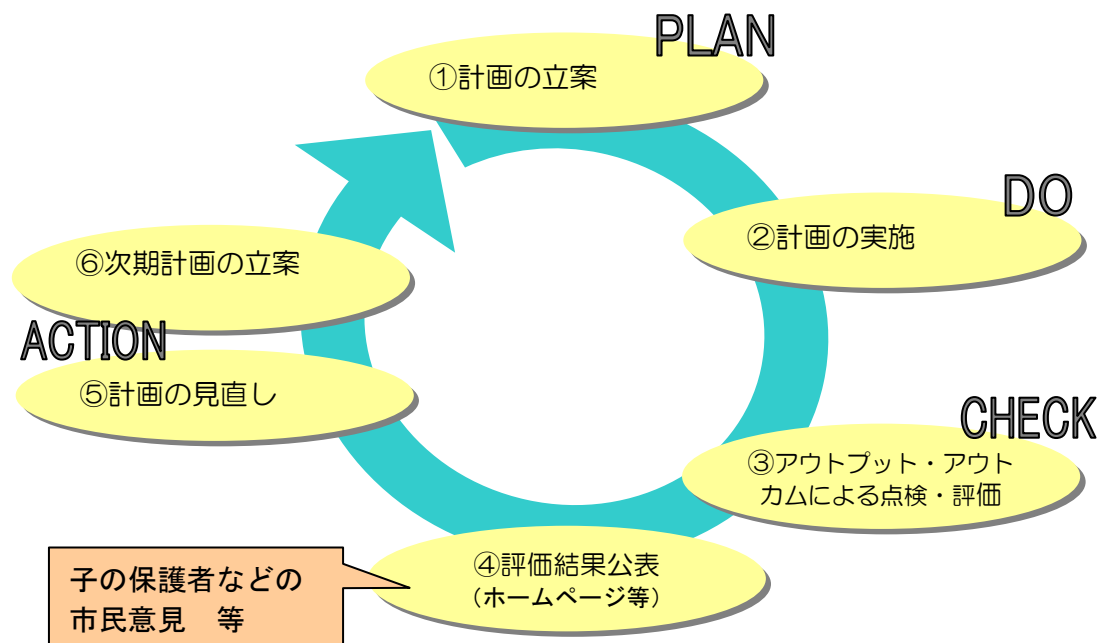 PLAN
①計画の立案
DO
②計画の実施
CHECK
③アウトプット・アウト
カムによる点検・評価
④評価結果公表
（ホームページ等）
子の保護者などの
市民意見　等
ACTION
⑤計画の見直し
⑥次期計画の立案